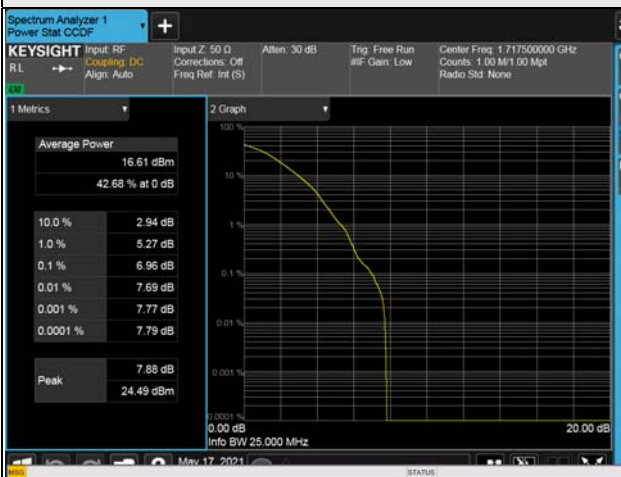 Spectrum Analyzer 1
Power Stat CCDF
KEYSIGHT
RL
LXI
Input: RF
Coupling: DC
Align: Auto
Input Z: 50 Ω
Corrections: Off
Freq Ref: Int (S)
Atten: 30 dB
Trig: Free Run
#IF Gain: Low
Center Freq: 1.717500000 GHz
Counts: 1.00 M/1.00 Mpt
Radio Std: None
1 Metrics
Average Power
16.61 dBm
42.68 % at 0 dB
10.0 % 2.94 dB
1.0 % 5.27 dB
0.1 % 6.96 dB
0.01 % 7.69 dB
0.001 % 7.77 dB
0.0001 % 7.79 dB
Peak
7.88 dB
24.49 dBm
2 Graph
100 %
10 %
1 %
0.1 %
0.01 %
0.001 %
0.0001 %
0.00 dB 20.00 dB
Info BW 25.000 MHz
May 17, 2021
MSG STATUS